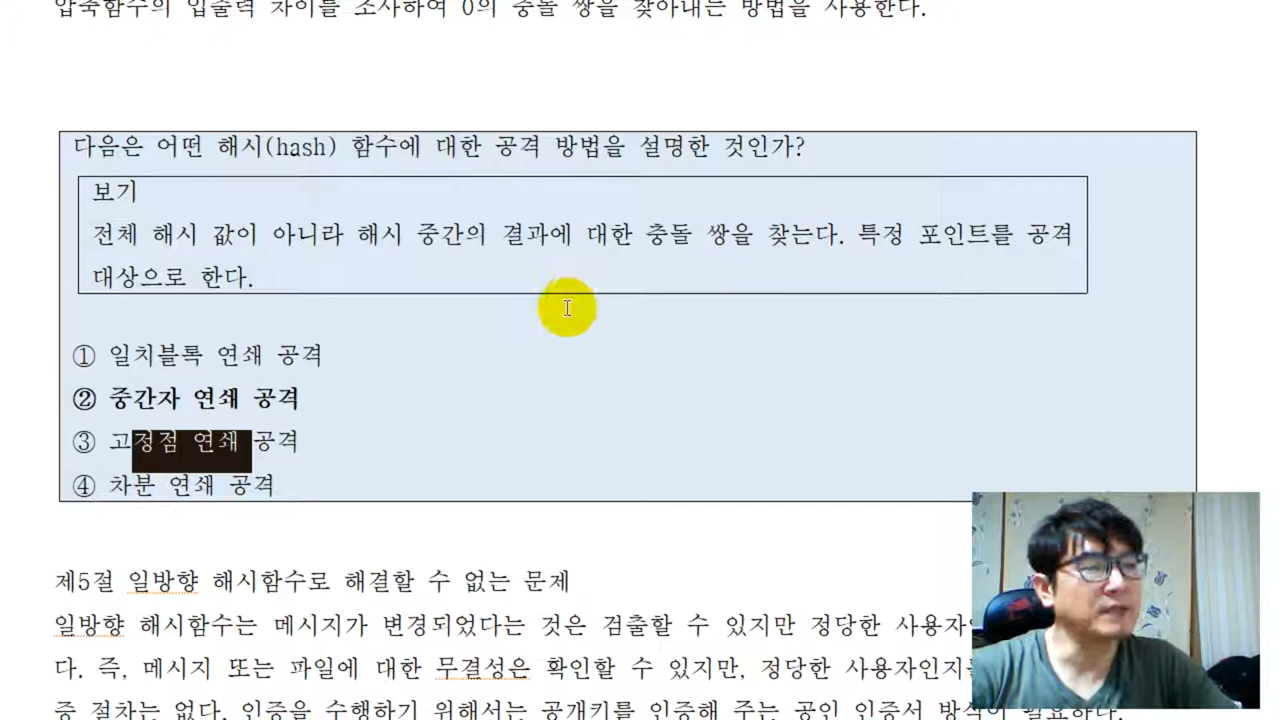 압축함수의 입출력 차이를 조사하여 0의 충돌 쌍을 찾아내는 방법을 사용한다.
다음은 어떤 해시(hash) 함수에 대한 공격 방법을 설명한 것인가?
보기
전체 해시 값이 아니라 해시 중간의 결과에 대한 충돌 쌍을 찾는다. 특정 포인트를 공격
대상으로 한다.
① 일치블록 연쇄 공격
② 중간자 연쇄 공격
③ 고정점 연쇄 공격
④ 차분 연쇄 공격
제5절 일방향 해시함수로 해결할 수 없는 문제
일방향 해시함수는 메시지가 변경되었다는 것은 검출할 수 있지만 정당한
다. 즉, 메시지 또는 파일에 대한 무결성은 확인할 수 있지만, 정당한
증 절차는 없다. 인증을 수행하기 위해서는 공개키를 인증해 주는 공인 인증서 방식이 필요하다.